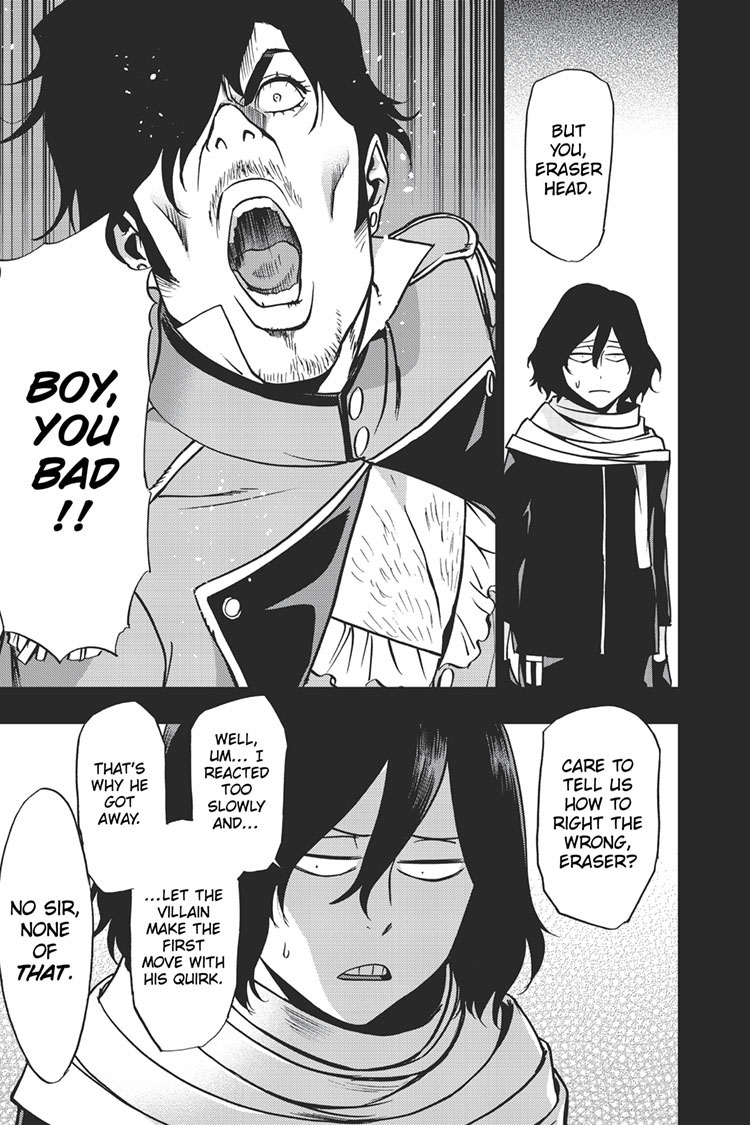 BUT
YOU,
ERASER
HEAD.
BOY,
YOU
BAD
!!
CARE TO
TELL US
HOW TO
RIGHT THE
WRONG,
ERASER?
WELL,
UM... I
REACTED
TOO
SLOWLY
AND...
...LET THE
VILLAIN
MAKE THE
FIRST
MOVE WITH
HIS QUIRK.
THAT'S
WHY HE
GOT
AWAY.
NO SIR,
NONE
OF
THAT.